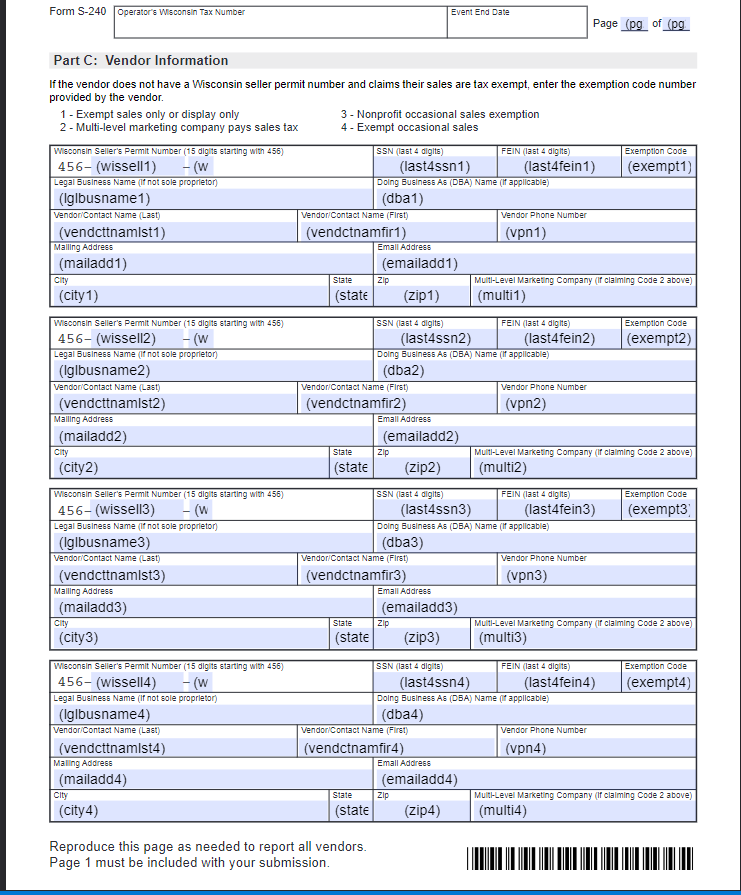 Form S-240 Operator's Wisconsin Tax Number Event End Date
Page (pg of (pg
Part C: Vendor Information
If the vendor does not have a Wisconsin seller permit number and claims their sales are tax exempt, enter the exemption code number
provided by the vendor.
1 - Exempt sales only or display only 3 - Nonprofit occasional sales exemption
2 - Multi-level marketing company pays sales tax 4 - Exempt occasional sales
Wisconsin Seller's Permit Number (15 digits starting with 456) SSN (last 4 digits) FEIN (last 4 digits) Exemption Code
456- (wissell1) - (w (last4ssn1) (last4fein1) (exempt1)
Legal Business Name (if not sole proprietor) Doing Business As (DBA) Name (if applicable)
(lglbusname1) (dba1)
Vendor/Contact Name (Last) Vendor/Contact Name (First) Vendor Phone Number
(vendcttnamlst1) (vendctnamfir1) (vpn1)
Mailing Address Email Address
(mailadd1) (emailadd1)
City State Zip Multi-Level Marketing Company (if claiming Code 2 above)
(city1) (state (zip1) (multi1)
Wisconsin Seller's Permit Number (15 digits starting with 456) SSN (last 4 digits) FEIN (last 4 digits) Exemption Code
456- (wissell2) - (w (last4ssn2) (last4fein2) (exempt2)
Legal Business Name (if not sole proprietor) Doing Business As (DBA) Name (if applicable)
(lglbusname2) (dba2)
Vendor/Contact Name (Last) Vendor/Contact Name (First) Vendor Phone Number
(vendcttnamlst2) (vendctnamfir2) (vpn2)
Mailing Address Email Address
(mailadd2) (emailadd2)
City State Zip Multi-Level Marketing Company (if claiming Code 2 above)
(city2) (state (zip2) (multi2)
Wisconsin Seller's Permit Number (15 digits starting with 456) SSN (last 4 digits) FEIN (last 4 digits) Exemption Code
456- (wissell3) - (w (last4ssn3) (last4fein3) (exempt3)
Legal Business Name (if not sole proprietor) Doing Business As (DBA) Name (if applicable)
(lglbusname3) (dba3)
Vendor/Contact Name (Last) Vendor/Contact Name (First) Vendor Phone Number
(vendcttnamlst3) (vendctnamfir3) (vpn3)
Mailing Address Email Address
(mailadd3) (emailadd3)
City State Zip Multi-Level Marketing Company (if claiming Code 2 above)
(city3) (state (zip3) (multi3)
Wisconsin Seller's Permit Number (15 digits starting with 456) SSN (last 4 digits) FEIN (last 4 digits) Exemption Code
456- (wissell4) - (w (last4ssn4) (last4fein4) (exempt4)
Legal Business Name (if not sole proprietor) Doing Business As (DBA) Name (if applicable)
(lglbusname4) (dba4)
Vendor/Contact Name (Last) Vendor/Contact Name (First) Vendor Phone Number
(vendcttnamlst4) (vendctnamfir4) (vpn4)
Mailing Address Email Address
(mailadd4) (emailadd4)
City State Zip Multi-Level Marketing Company (if claiming Code 2 above)
(city4) (state (zip4) (multi4)
Reproduce this page as needed to report all vendors.
Page 1 must be included with your submission.